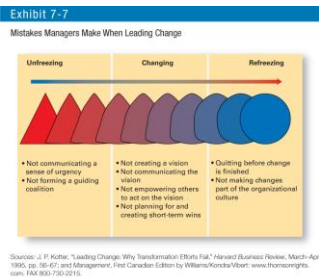 Exhibit 7-7
Mistakes Managers Make When Leading Change
Unfreezing
Changing
Refreezing
• Not communicating a
sense of urgency
• Not forming a guiding
coalition
• Not creating a vision
• Not communicating the
vision
• Not empowering others
to act on the vision
• Not planning for and
creating short-term wins
• Quitting before change
is finished
• Not making changes
part of the organizational
culture
Sources: J. P. Kotter, "Leading Change: Why Transformation Efforts Fail," Harvard Business Review, March-Apr
1995, pp. 56-67; and Management, First Canadian Edition by Williams/Kondra/Vibert: www.thomsonrights.
com. FAX 800-730-2215.